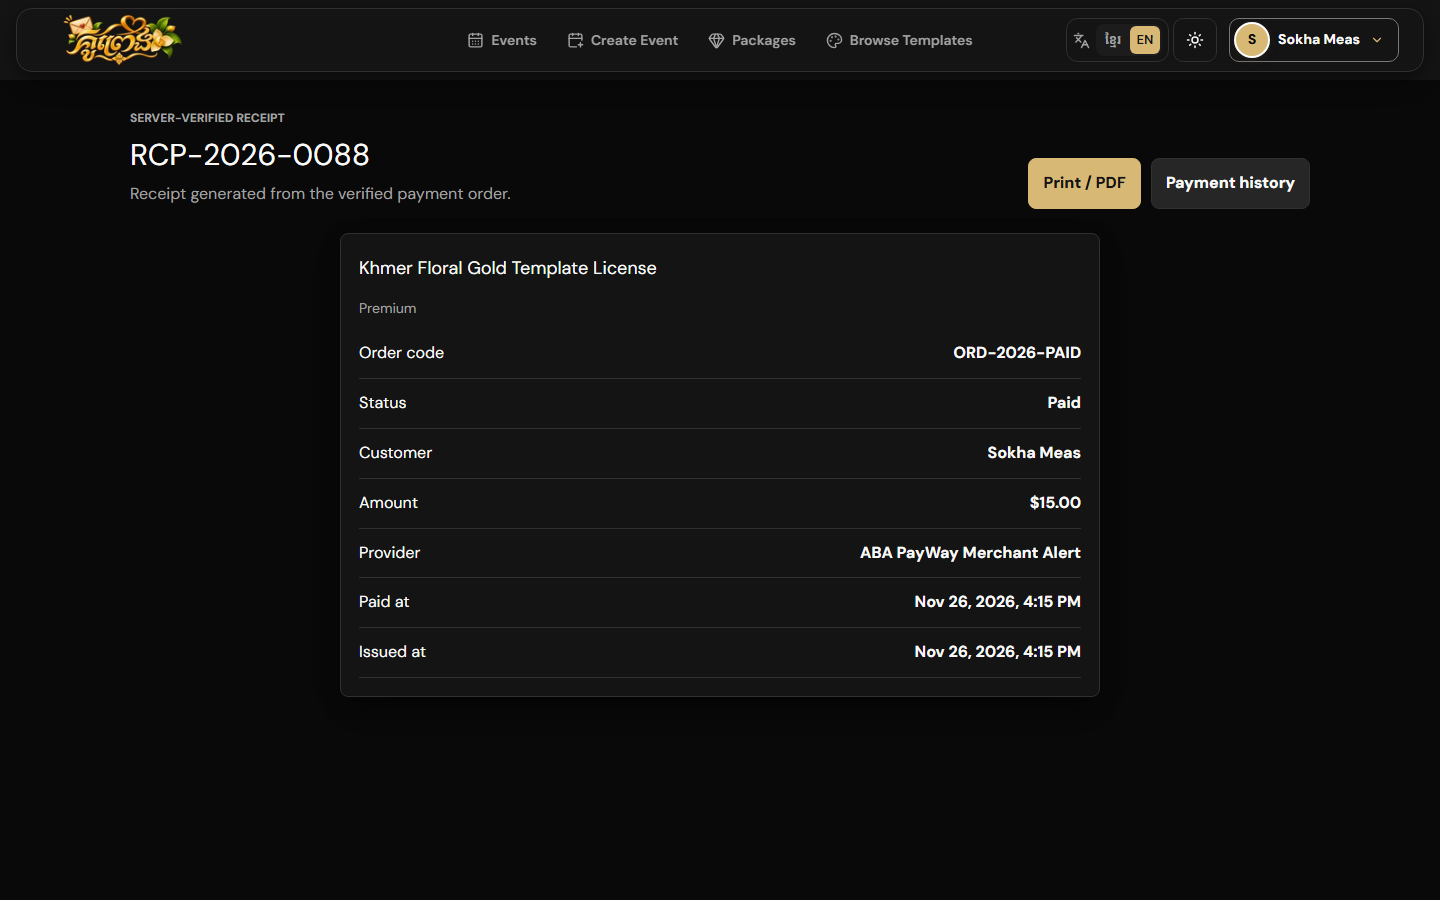 Events
Create Event
Packages
Browse Templates
ខ្មែរ
EN
S
Sokha Meas
SERVER-VERIFIED RECEIPT
RCP-2026-0088
Receipt generated from the verified payment order.
Print / PDF
Payment history
Khmer Floral Gold Template License
Premium
Order code ORD-2026-PAID
Status Paid
Customer Sokha Meas
Amount $15.00
Provider ABA PayWay Merchant Alert
Paid at Nov 26, 2026, 4:15 PM
Issued at Nov 26, 2026, 4:15 PM